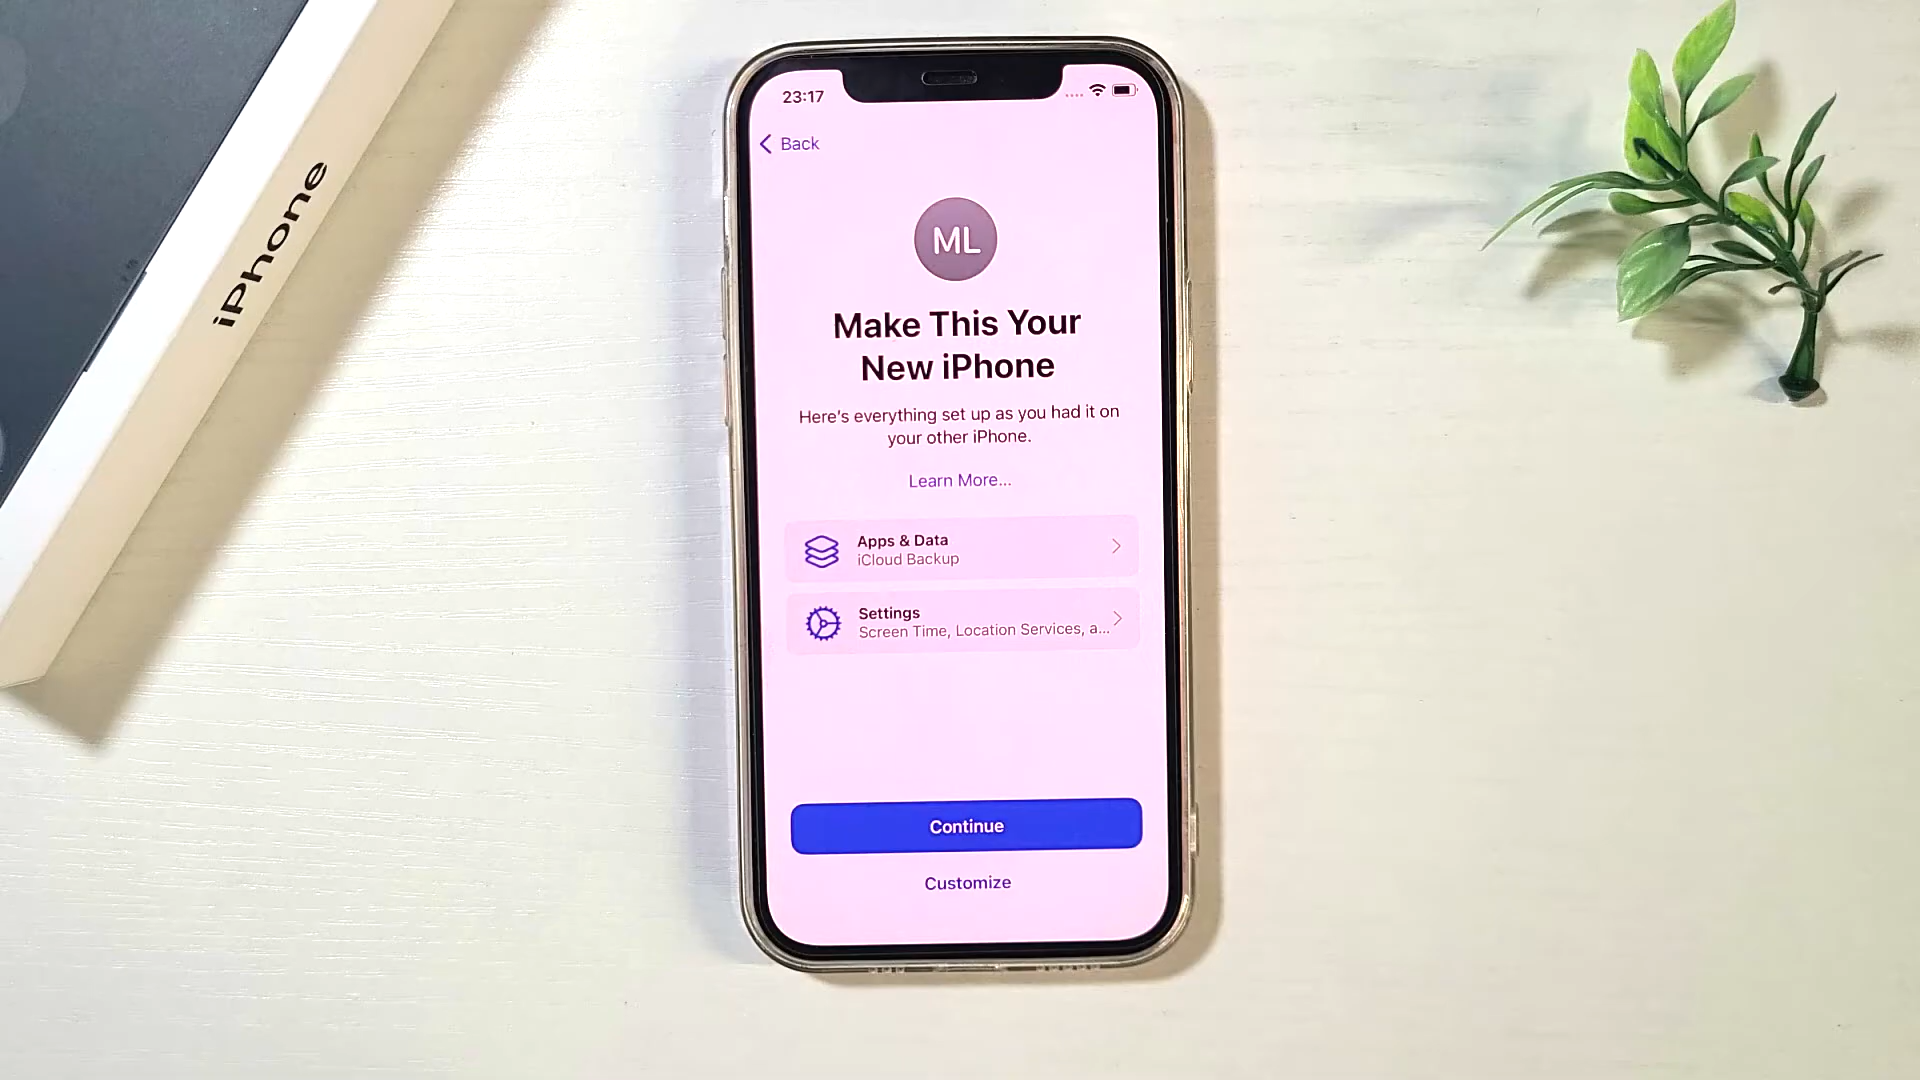 iPhone
23:17
Back
ML
Make This Your
New iPhone
Here's everything set up as you had it on
your other iPhone.
Learn More...
Apps & Data
iCloud Backup
Settings
Screen Time, Location Services, a...
Continue
Customize